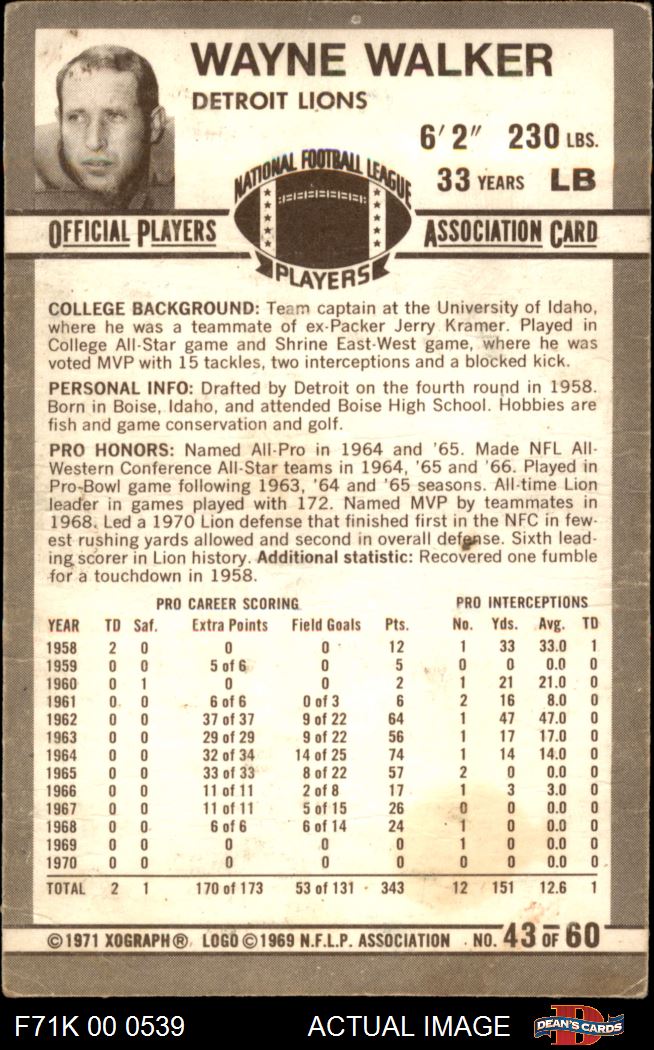 WAYNE WALKER
DETROIT LIONS
6′ 2″ 230 LBS.
33 YEARS LB
NATIONAL FOOTBALL LEAGUE
OFFICIAL PLAYERS ASSOCIATION CARD
PLAYERS
COLLEGE BACKGROUND: Team captain at the University of Idaho,
where he was a teammate of ex-Packer Jerry Kramer. Played in
College All-Star game and Shrine East-West game, where he was
voted MVP with 15 tackles, two interceptions and a blocked kick.
PERSONAL INFO: Drafted by Detroit on the fourth round in 1958.
Born in Boise, Idaho, and attended Boise High School. Hobbies are
fish and game conservation and golf.
PRO HONORS: Named All-Pro in 1964 and '65. Made NFL All-
Western Conference All-Star teams in 1964, '65 and '66. Played in
Pro-Bowl game following 1963, '64 and '65 seasons. All-time Lion
leader in games played with 172. Named MVP by teammates in
1968. Led a 1970 Lion defense that finished first in the NFC in few-
est rushing yards allowed and second in overall defense. Sixth lead-
ing scorer in Lion history. Additional statistic: Recovered one fumble
for a touchdown in 1958.
PRO CAREER SCORING PRO INTERCEPTIONS
YEAR TD Saf. Extra Points Field Goals Pts. No. Yds. Avg. TD
1958 2 0 0 0 12 1 33 33.0 1
1959 0 0 5 of 6 0 5 0 0 0.0 0
1960 0 1 0 0 2 1 21 21.0 0
1961 0 0 6 of 6 0 of 3 6 2 16 8.0 0
1962 0 0 37 of 37 9 of 22 64 1 47 47.0 0
1963 0 0 29 of 29 9 of 22 56 1 17 17.0 0
1964 0 0 32 of 34 14 of 25 74 1 14 14.0 0
1965 0 0 33 of 33 8 of 22 57 2 0 0.0 0
1966 0 0 11 of 11 2 of 8 17 1 3 3.0 0
1967 0 0 11 of 11 5 of 15 26 0 0 0.0 0
1968 0 0 6 of 6 6 of 14 24 1 0 0.0 0
1969 0 0 0 0 0 1 0 0.0 0
1970 0 0 0 0 0 0 0 0.0 0
TOTAL 2 1 170 of 173 53 of 131 343 12 151 12.6 1
©1971 XOGRAPH® LOGO ©1969 N.F.L.P. ASSOCIATION NO. 43 OF 60
F71K 00 0539 ACTUAL IMAGE D DEAN'S CARDS